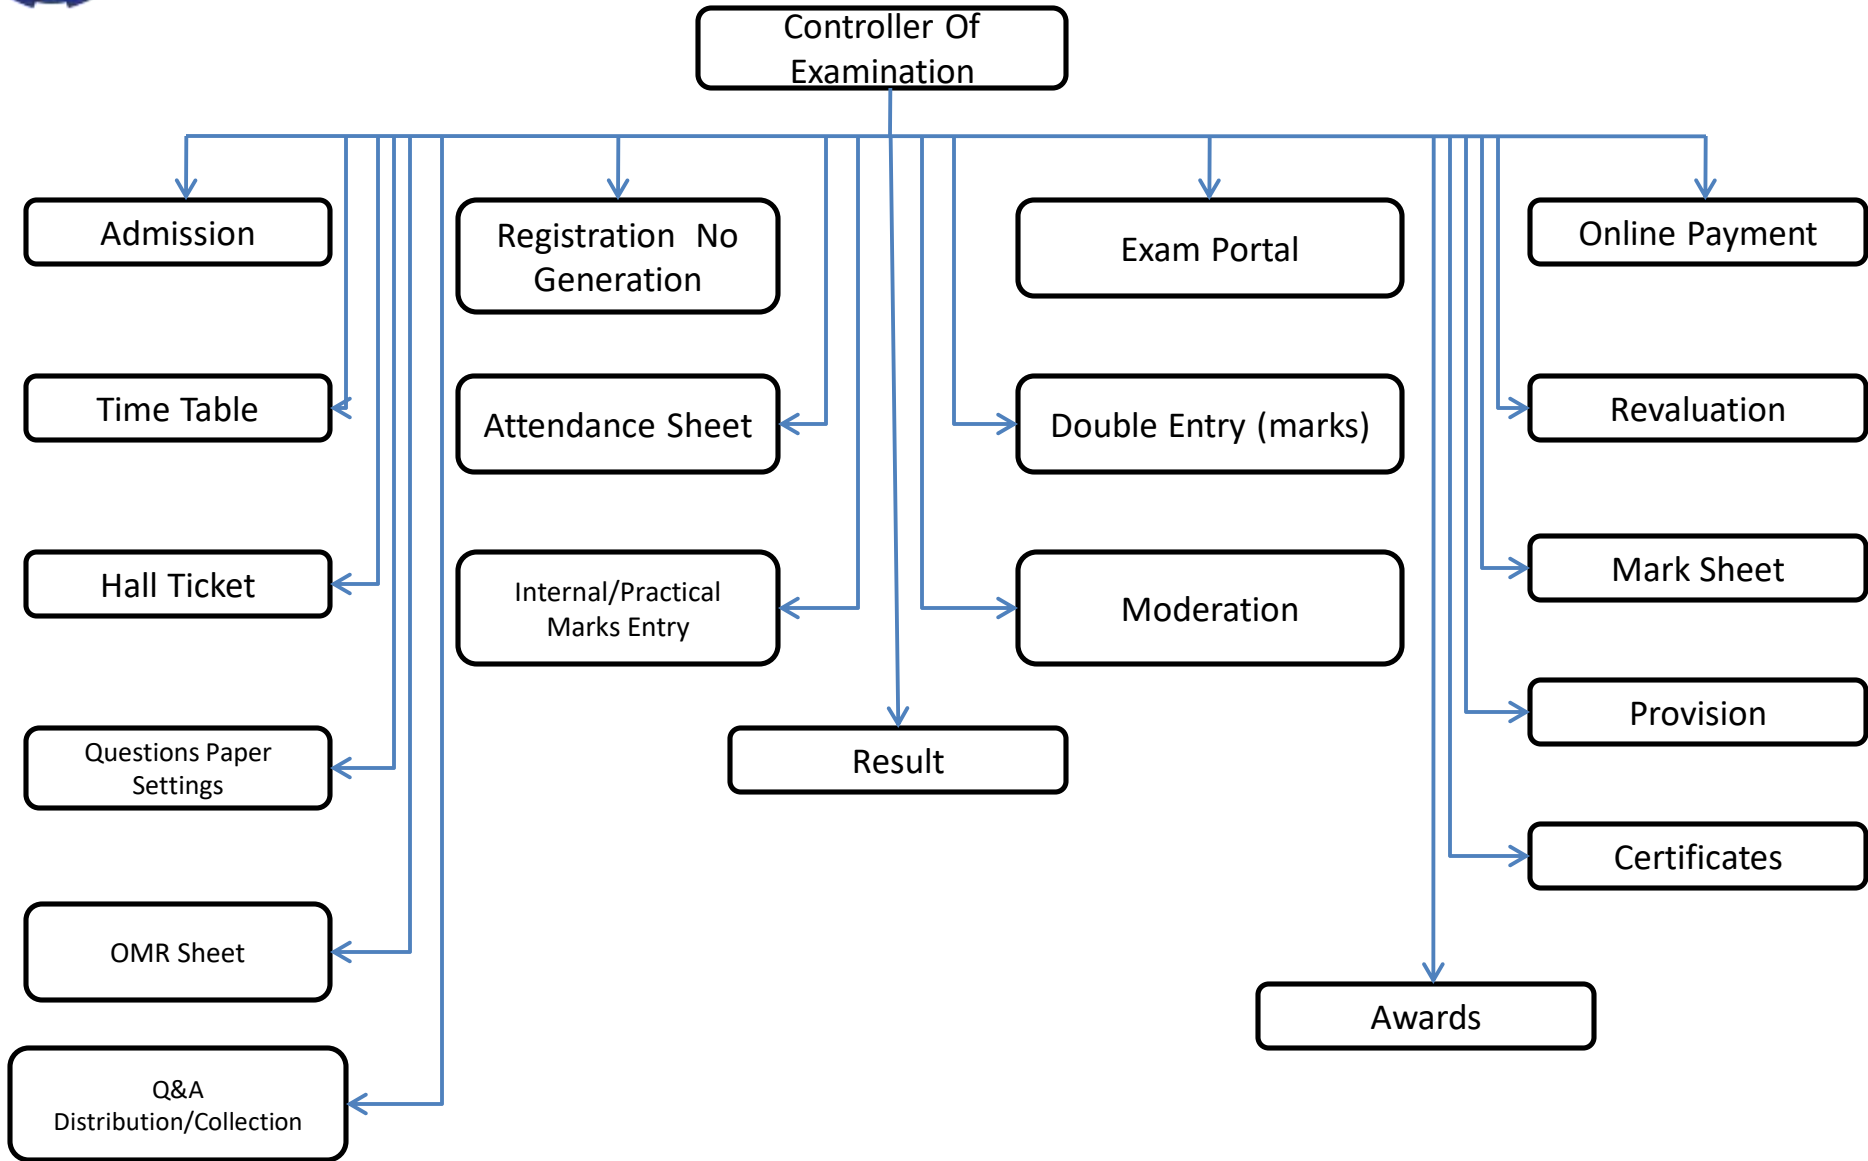 Controller Of
Examination
Admission
Registration No
Generation
Exam Portal
Online Payment
Time Table
Attendance Sheet
Double Entry (marks)
Revaluation
Hall Ticket
Internal/Practical
Marks Entry
Moderation
Mark Sheet
Questions Paper
Settings
Result
Provision
Certificates
OMR Sheet
Awards
Q&A
Distribution/Collection